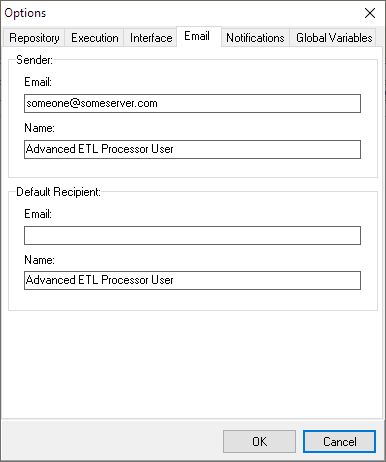 Options
Repository Execution Interface Email Notifications Global Variables
Sender:
Email:
someone@someserver.com
Name:
Advanced ETL Processor User
Default Recipient:
Email:
Name:
Advanced ETL Processor User
OK Cancel